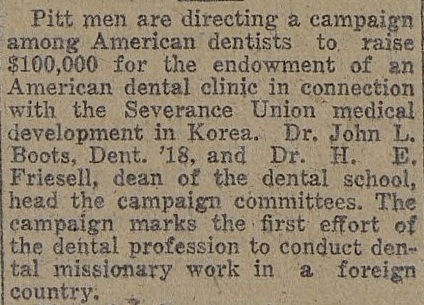 Pitt men are directing a campaign
among American dentists to raise
$100,000 for the endowment of an
American dental clinic in connection
with the Severance Union medical
development in Korea. Dr. John L.
Boots, Dent. '18, and Dr. H. E.
Friesell, dean of the dental school,
head the campaign committees. The
campaign marks the first effort of
the dental profession to conduct den-
tal missionary work in a foreign
country.